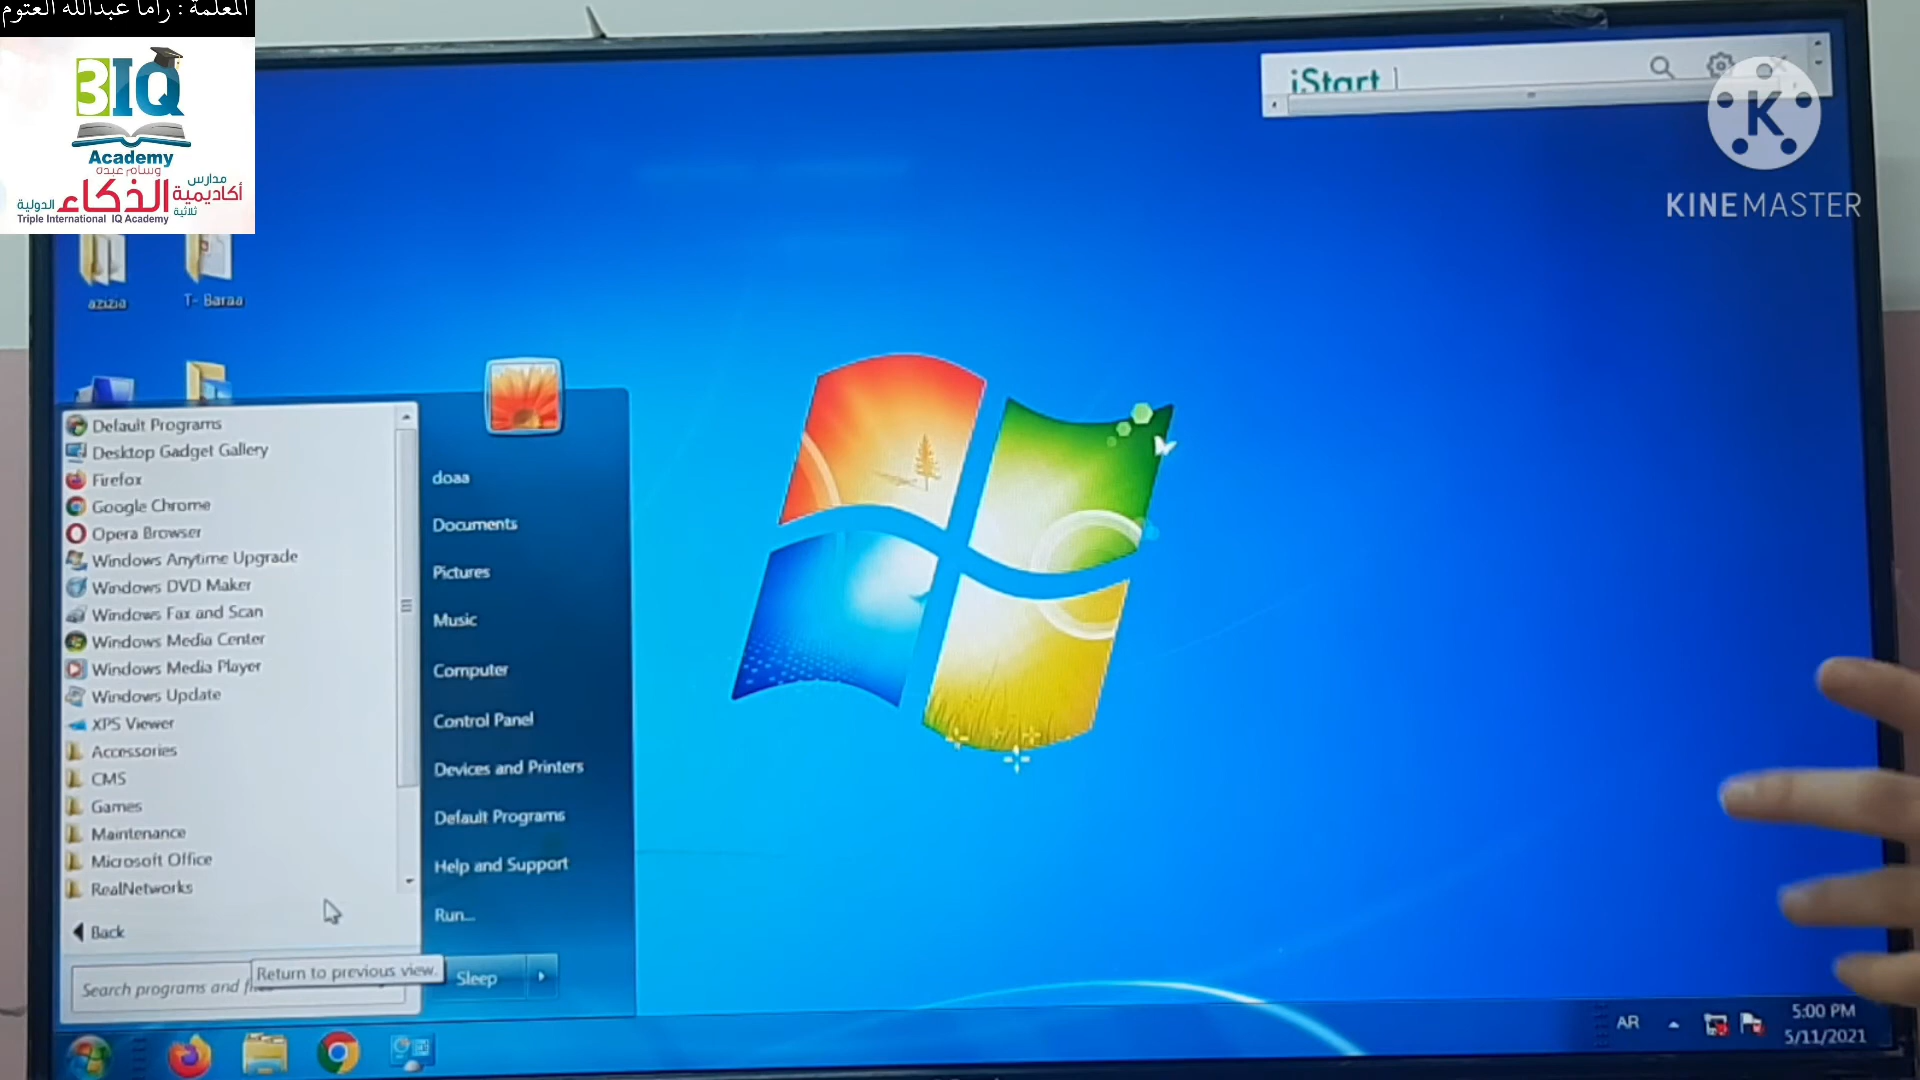 المعلمة : راما عبدالله العتوم
3IQ
Academy
وسام عبده
مدارس
أكاديمية الذكاء الدولية
ثلاثية
Triple International IQ Academy
iStart
KINEMASTER
azizia
T- Baraa
Default Programs
Desktop Gadget Gallery
Firefox
Google Chrome
Opera Browser
Windows Anytime Upgrade
Windows DVD Maker
Windows Fax and Scan
Windows Media Center
Windows Media Player
Windows Update
XPS Viewer
Accessories
CMS
Games
Maintenance
Microsoft Office
RealNetworks
Back
Search programs and
Return to previous view.
doaa
Documents
Pictures
Music
Computer
Control Panel
Devices and Printers
Default Programs
Help and Support
Run...
Sleep
AR
5:00 PM
5/11/2021